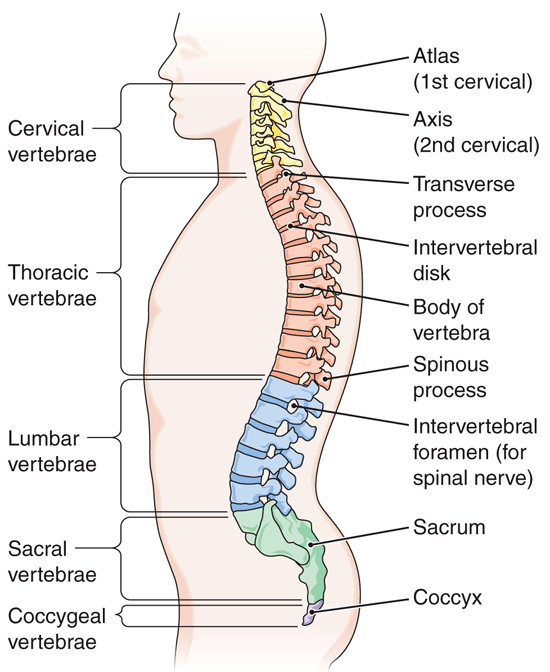 Atlas
(1st cervical)
Axis
(2nd cervical)
Cervical
vertebrae
Transverse
process
Intervertebral
disk
Thoracic
vertebrae
Body of
vertebra
Spinous
process
Intervertebral
foramen (for
spinal nerve)
Lumbar
vertebrae
Sacrum
Sacral
vertebrae
Coccyx
Coccygeal
vertebrae